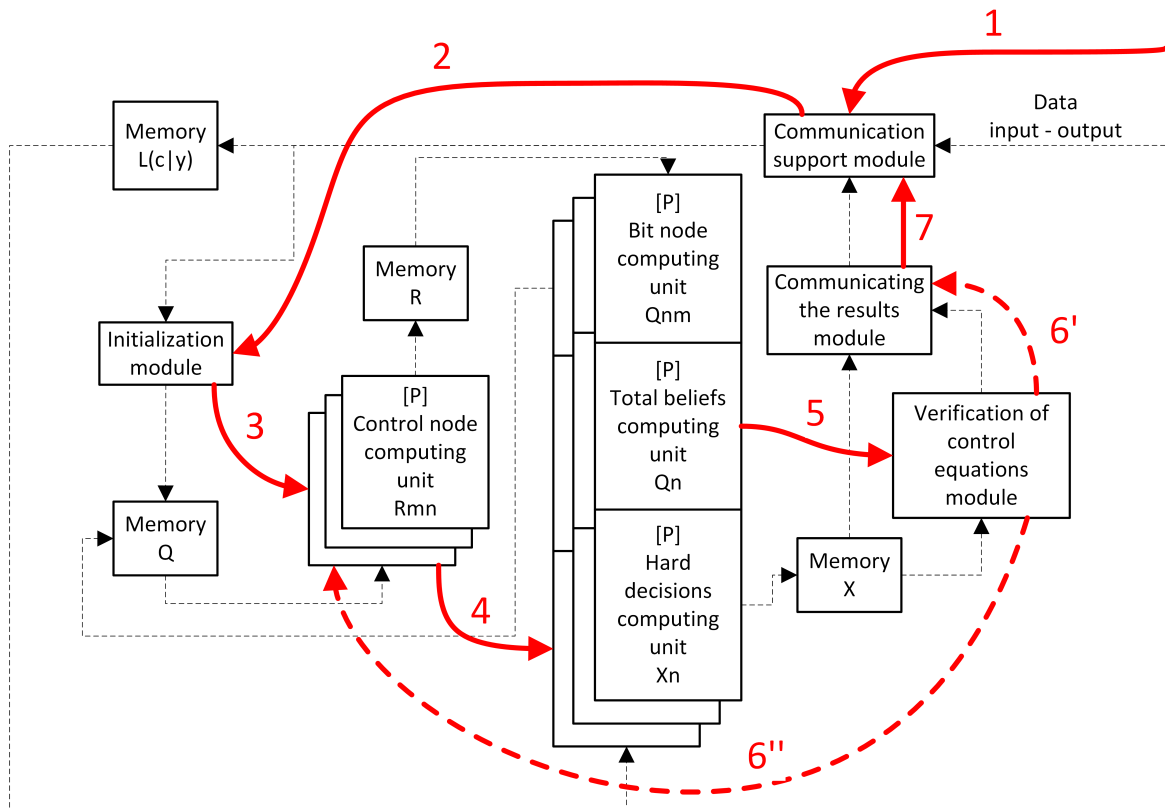 1
2
Data
input - output
Communication
support module
Memory
L(c|y)
[P]
Bit node
computing
unit
Qnm
7
Memory
R
Communicating
the results
module
6'
Initialization
module
[P]
Total beliefs
computing
unit
Qn
5
[P]
Control node
computing
unit
Rmn
3
Verification of
control
equations
module
Memory
Q
[P]
Hard
decisions
computing
unit
Xn
Memory
X
4
6''